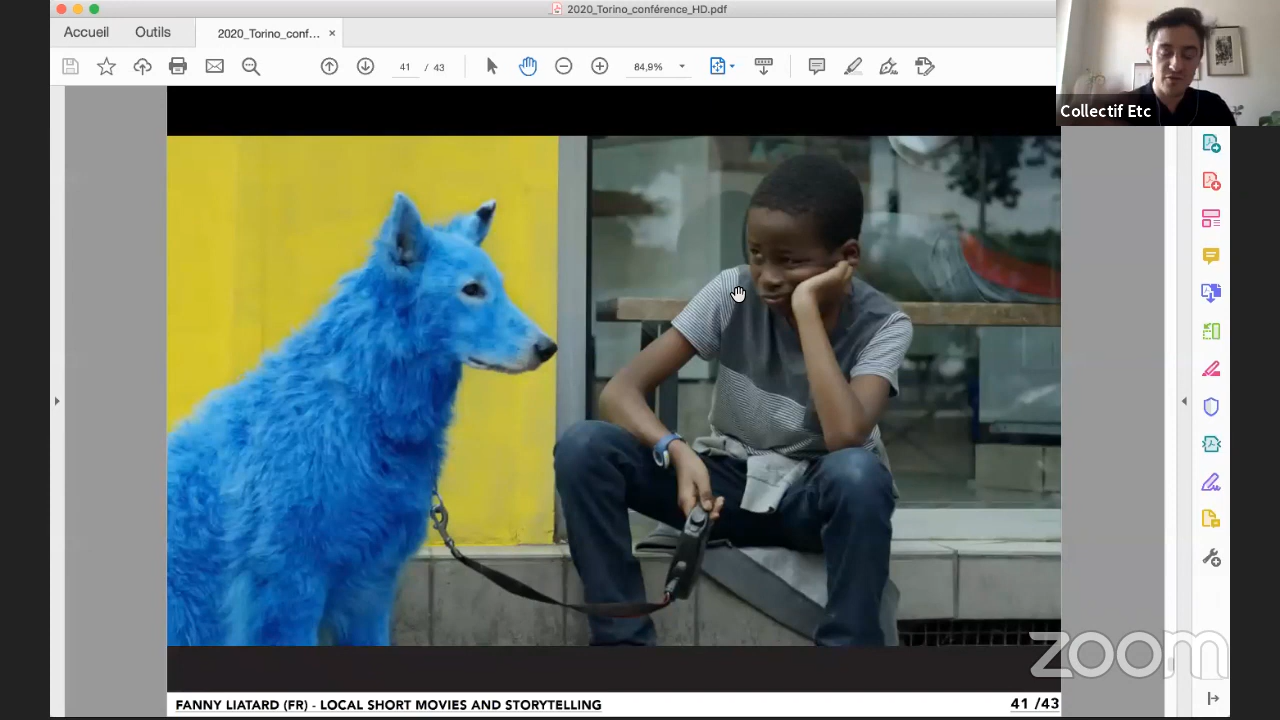 2020_Torino_conférence_HD.pdf
Accueil
Outils
2020_Torino_conf...
41 / 43
84,9%
Collectif Etc
zoom
FANNY LIATARD (FR) - LOCAL SHORT MOVIES AND STORYTELLING
41 /43